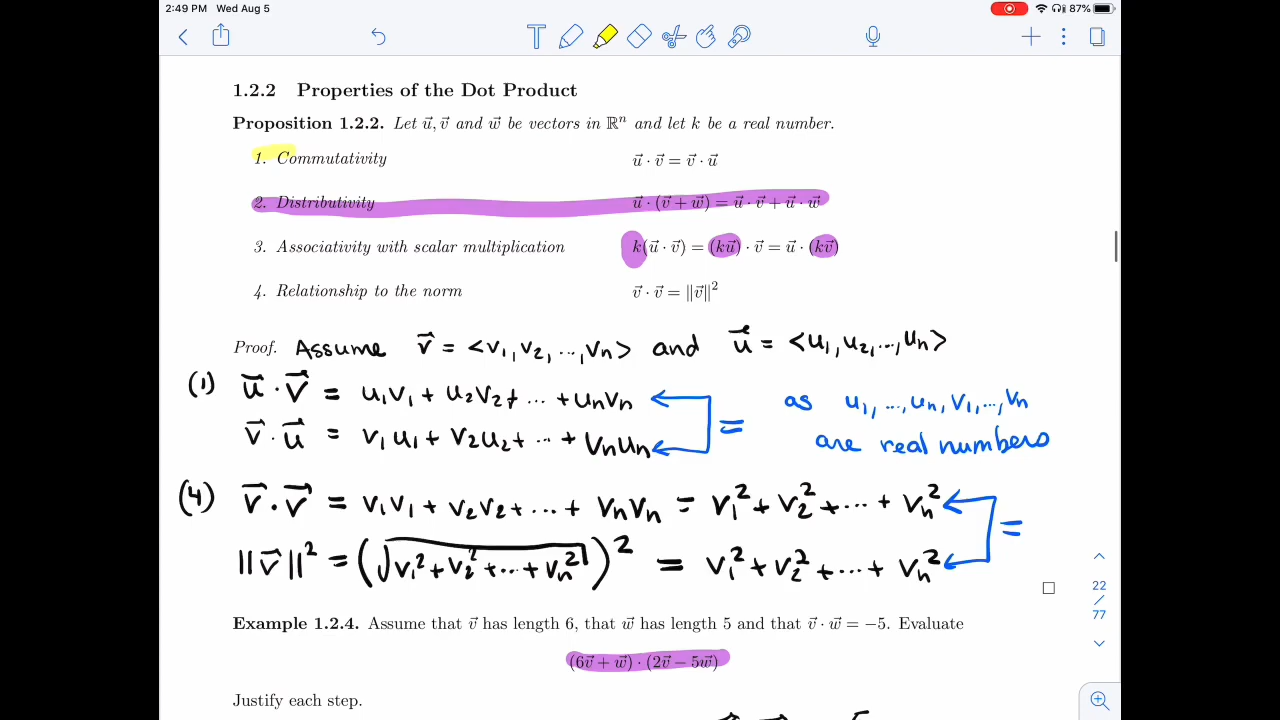 2:49 PM Wed Aug 5 87%
1.2.2 Properties of the Dot Product
Proposition 1.2.2. Let u⃗, v⃗ and w⃗ be vectors in ℝⁿ and let k be a real number.
1. Commutativity u⃗ · v⃗ = v⃗ · u⃗
2. Distributivity u⃗ · (v⃗ + w⃗) = u⃗ · v⃗ + u⃗ · w⃗
3. Associativity with scalar multiplication k(u⃗ · v⃗) = (ku⃗) · v⃗ = u⃗ · (kv⃗)
4. Relationship to the norm v⃗ · v⃗ = ‖v⃗‖²
Proof. Assume v⃗ = <v₁, v₂, ..., vₙ> and u⃗ = <u₁, u₂, ..., uₙ>
(1) u⃗ · v⃗ = u₁v₁ + u₂v₂ + ... + uₙvₙ = as u₁, ..., uₙ, v₁, ..., vₙ
v⃗ · u⃗ = v₁u₁ + v₂u₂ + ... + vₙuₙ are real numbers
(4) v⃗ · v⃗ = v₁v₁ + v₂v₂ + ... + vₙvₙ = v₁² + v₂² + ... + vₙ² =
‖v⃗‖² = (√(v₁² + v₂² + ... + vₙ²))² = v₁² + v₂² + ... + vₙ²
□
22
/
77
Example 1.2.4. Assume that v⃗ has length 6, that w⃗ has length 5 and that v⃗ · w⃗ = −5. Evaluate
(6v⃗ + w⃗) · (2v⃗ − 5w⃗)
Justify each step.